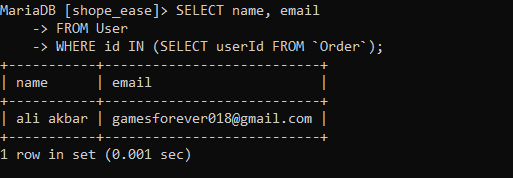 MariaDB [shope_ease]> SELECT name, email
    -> FROM User
    -> WHERE id IN (SELECT userId FROM `Order`);
+-----------+---------------------------+
| name      | email                     |
+-----------+---------------------------+
| ali akbar | gamesforever018@gmail.com |
+-----------+---------------------------+
1 row in set (0.001 sec)